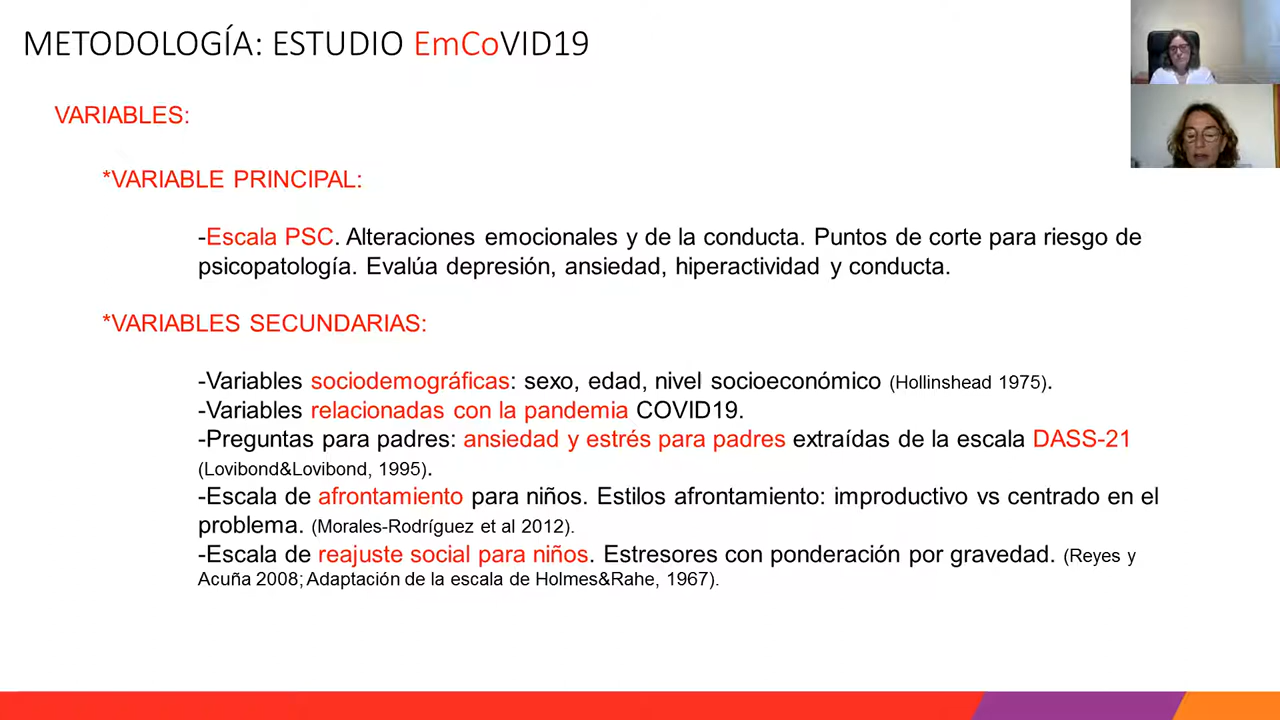 METODOLOGÍA: ESTUDIO EmCoVID19
VARIABLES:
*VARIABLE PRINCIPAL:
-Escala PSC. Alteraciones emocionales y de la conducta. Puntos de corte para riesgo de
psicopatología. Evalúa depresión, ansiedad, hiperactividad y conducta.
*VARIABLES SECUNDARIAS:
-Variables sociodemográficas: sexo, edad, nivel socioeconómico (Hollinshead 1975).
-Variables relacionadas con la pandemia COVID19.
-Preguntas para padres: ansiedad y estrés para padres extraídas de la escala DASS-21
(Lovibond&Lovibond, 1995).
-Escala de afrontamiento para niños. Estilos afrontamiento: improductivo vs centrado en el
problema. (Morales-Rodríguez et al 2012).
-Escala de reajuste social para niños. Estresores con ponderación por gravedad. (Reyes y
Acuña 2008; Adaptación de la escala de Holmes&Rahe, 1967).